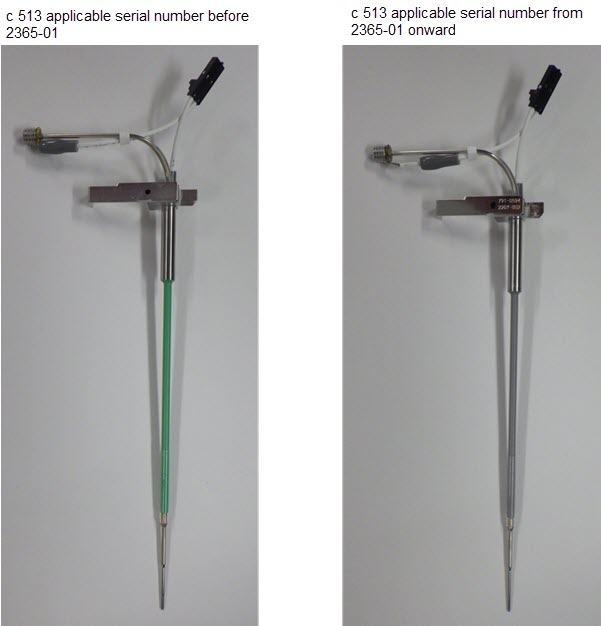 c 513 applicable serial number before
2365-01
c 513 applicable serial number from
2365-01 onward